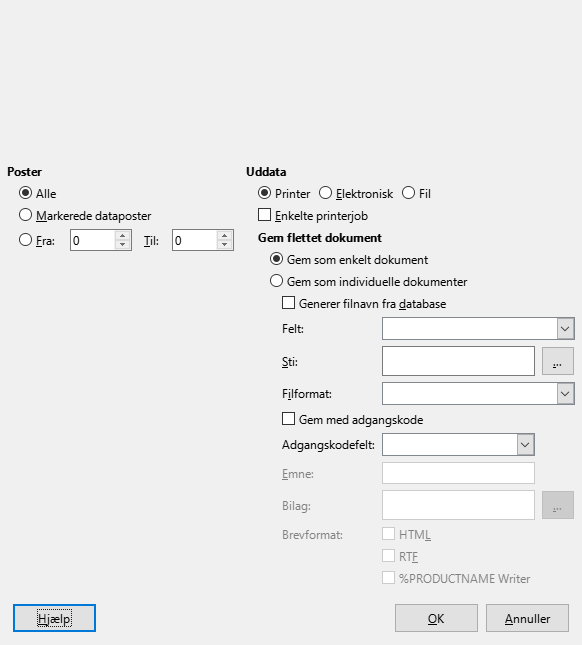 Poster
Alle
Markerede dataposter
Fra: 0 Til: 0
Uddata
Printer Elektronisk Fil
Enkelte printerjob
Gem flettet dokument
Gem som enkelt dokument
Gem som individuelle dokumenter
Generer filnavn fra database
Felt:
Sti: ...
Filformat:
Gem med adgangskode
Adgangskodefelt:
Emne:
Bilag: ...
Brevformat: HTML
RTF
%PRODUCTNAME Writer
Hjælp OK Annuller